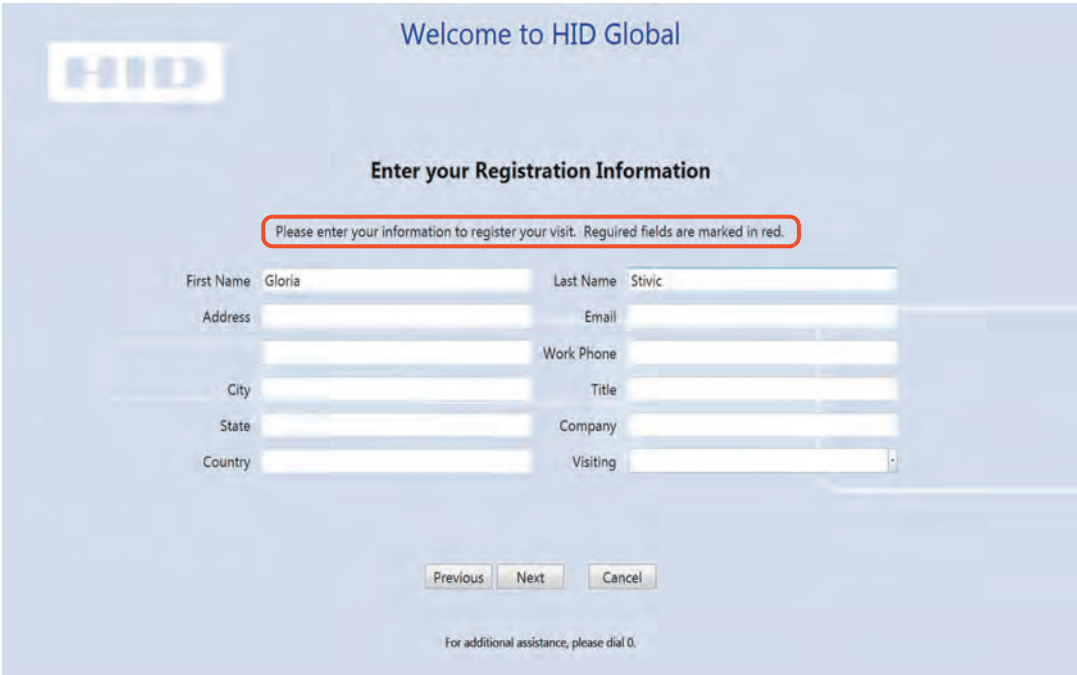 Welcome to HID Global
HID
Enter your Registration Information
Please enter your information to register your visit. Required fields are marked in red.
First Name Gloria Last Name Stivic
Address Email
Work Phone
City Title
State Company
Country Visiting
Previous Next Cancel
For additional assistance, please dial 0.